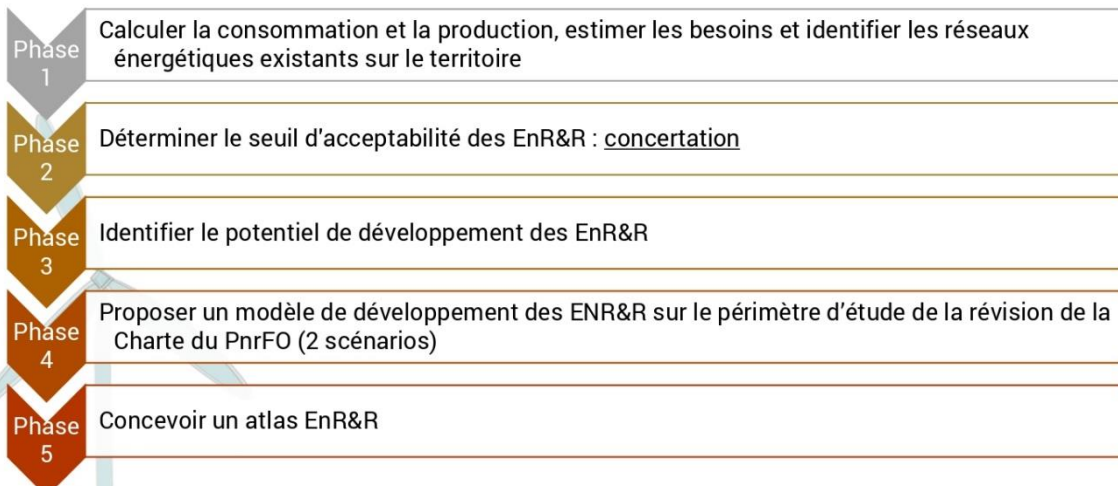 Phase
1
Calculer la consommation et la production, estimer les besoins et identifier les réseaux
énergétiques existants sur le territoire
Phase
2
Déterminer le seuil d'acceptabilité des EnR&R : concertation
Phase
3
Identifier le potentiel de développement des EnR&R
Phase
4
Proposer un modèle de développement des ENR&R sur le périmètre d'étude de la révision de la
Charte du PnrFO (2 scénarios)
Phase
5
Concevoir un atlas EnR&R